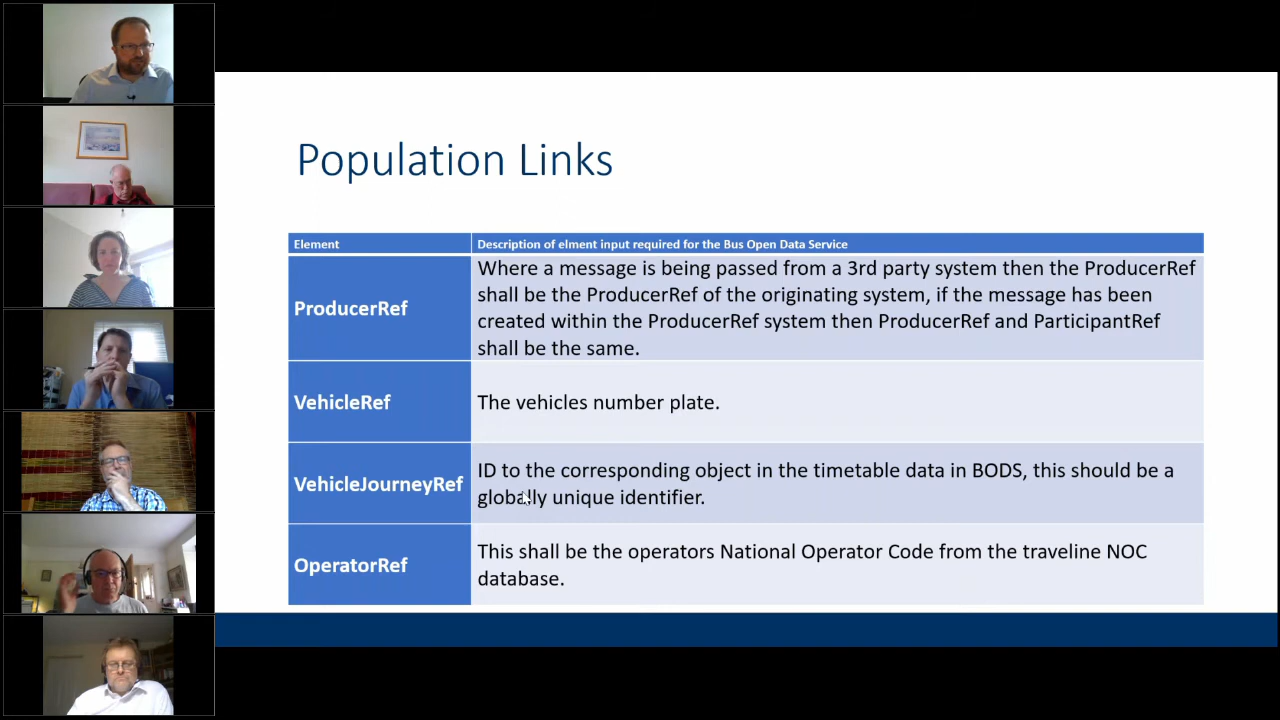 Population Links
Element
Description of elment input required for the Bus Open Data Service
ProducerRef
Where a message is being passed from a 3rd party system then the ProducerRef
shall be the ProducerRef of the originating system, if the message has been
created within the ProducerRef system then ProducerRef and ParticipantRef
shall be the same.
VehicleRef
The vehicles number plate.
VehicleJourneyRef
ID to the corresponding object in the timetable data in BODS, this should be a
globally unique identifier.
OperatorRef
This shall be the operators National Operator Code from the traveline NOC
database.